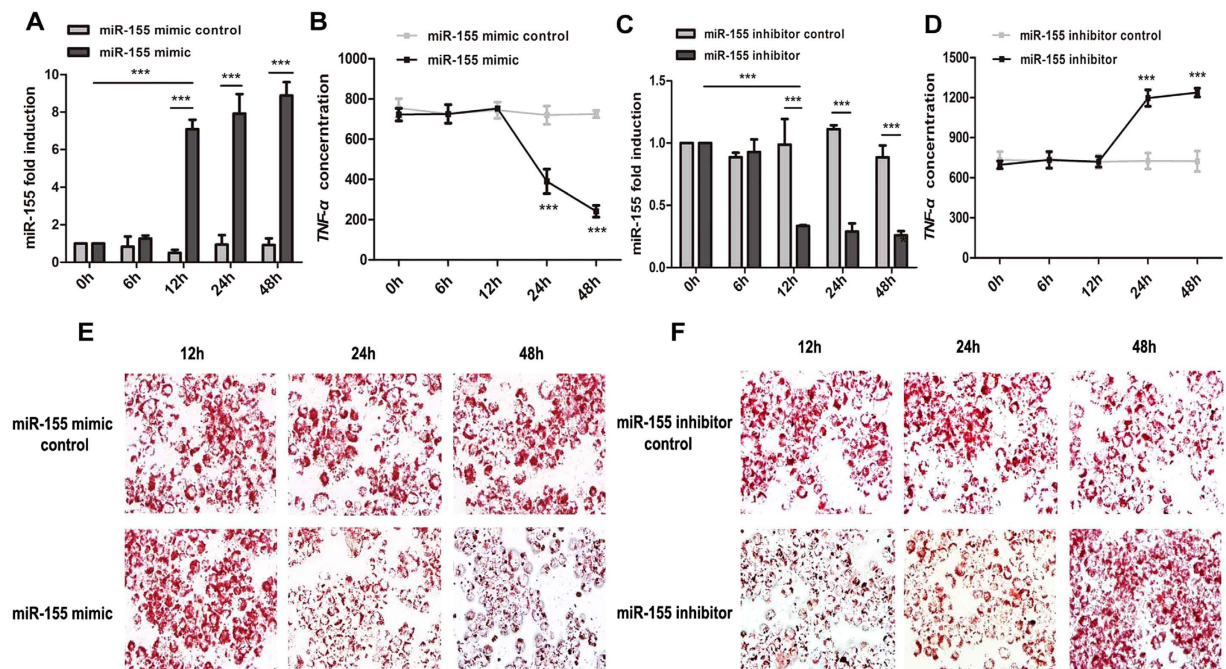 A
miR-155 mimic control
miR-155 mimic
miR-155 fold induction
10
8
6
4
2
0
***
***
***
***
0h
6h
12h
24h
48h
B
miR-155 mimic control
miR-155 mimic
TNF-α concerntration
1000
800
600
400
200
0
***
***
0h
6h
12h
24h
48h
C
miR-155 inhibitor control
miR-155 inhibitor
miR-155 fold induction
1.5
1.0
0.5
0.0
***
***
***
***
*
0h
6h
12h
24h
48h
D
miR-155 inhibitor control
miR-155 inhibitor
TNF-α concerntration
1500
1200
900
600
300
0
***
***
0h
6h
12h
24h
48h
E
12h
24h
48h
miR-155 mimic
control
miR-155 mimic
F
12h
24h
48h
miR-155 inhibitor
control
miR-155 inhibitor